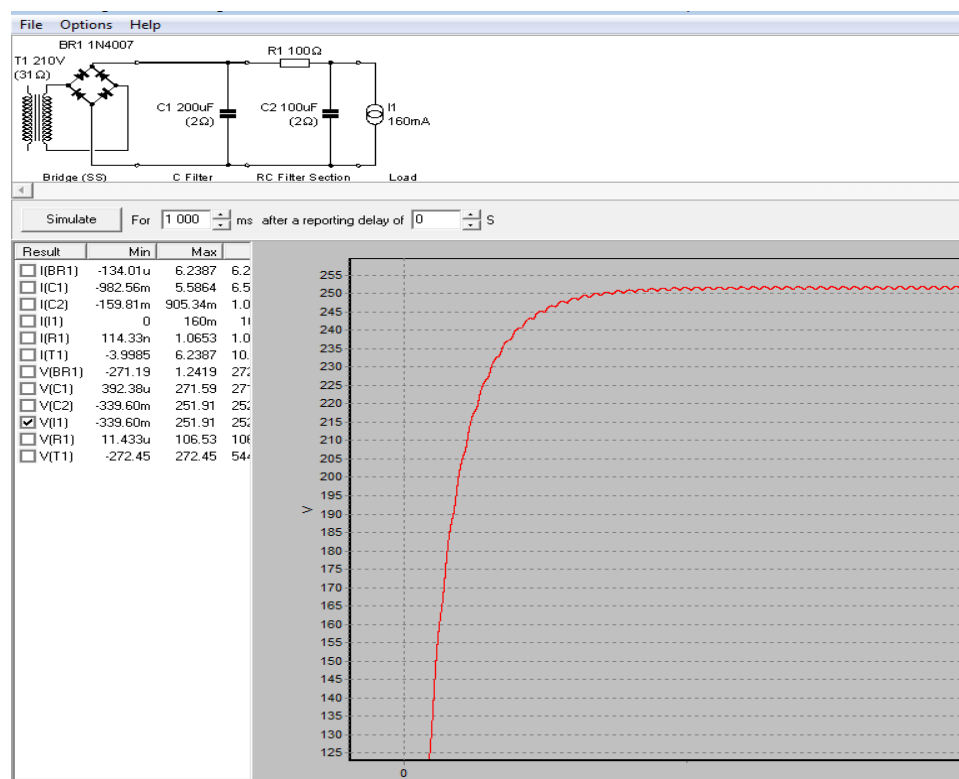 File Options Help
BR1 1N4007
T1 210V
(31Ω)
R1 100Ω
C1 200uF
(2Ω)
C2 100uF
(2Ω)
I1
160mA
Bridge (SS) C Filter RC Filter Section Load
Simulate For 1 000 ms after a reporting delay of 0 S
Result Min Max
I(BR1) -134.01u 6.2387 6.2
I(C1) -982.56m 5.5864 6.5
I(C2) -159.81m 905.34m 1.0
I(I1) 0 160m
I(R1) 114.33n 1.0653 1.0
I(T1) -3.9985 6.2387 10.
V(BR1) -271.19 1.2419 272
V(C1) 392.38u 271.59 27
V(C2) -339.60m 251.91 252
V(I1) -339.60m 251.91 252
V(R1) 11.433u 106.53 106
V(T1) -272.45 272.45 544
255
250
245
240
235
230
225
220
215
210
205
200
195
V
190
185
180
175
170
165
160
155
150
145
140
135
130
125
0